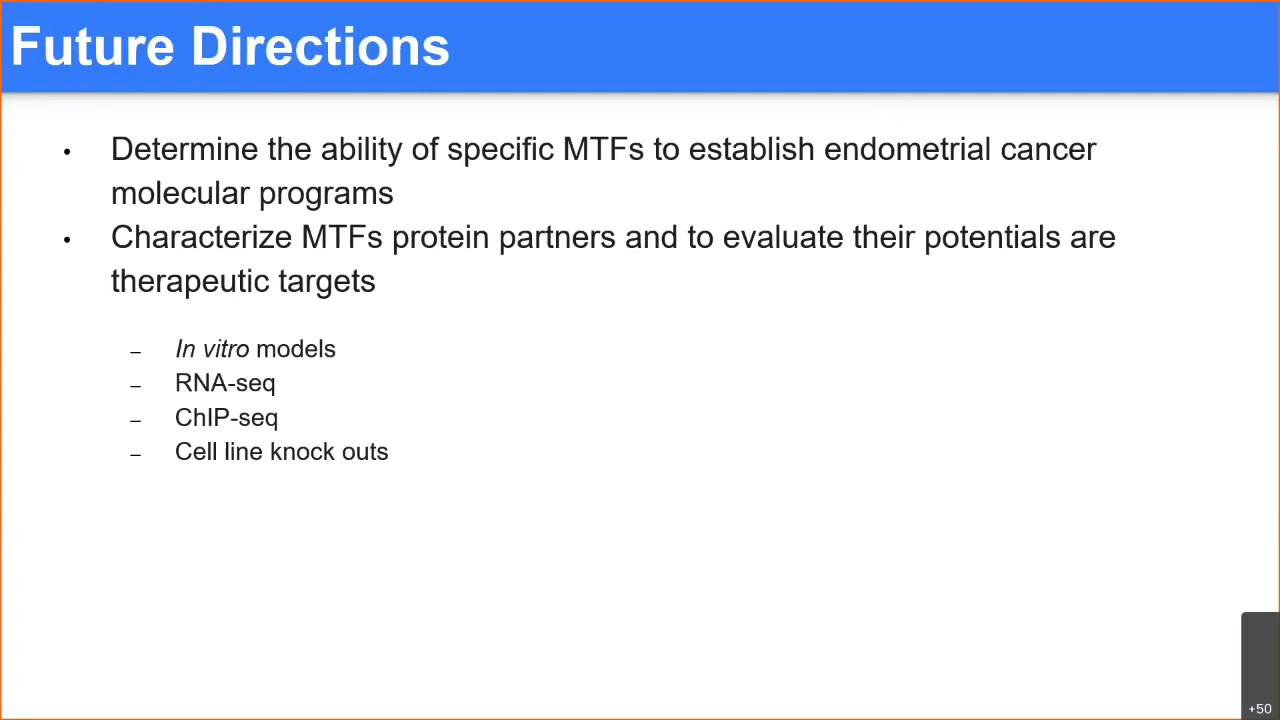 Future Directions
• Determine the ability of specific MTFs to establish endometrial cancer
molecular programs
• Characterize MTFs protein partners and to evaluate their potentials are
therapeutic targets
– In vitro models
– RNA-seq
– ChIP-seq
– Cell line knock outs
+50